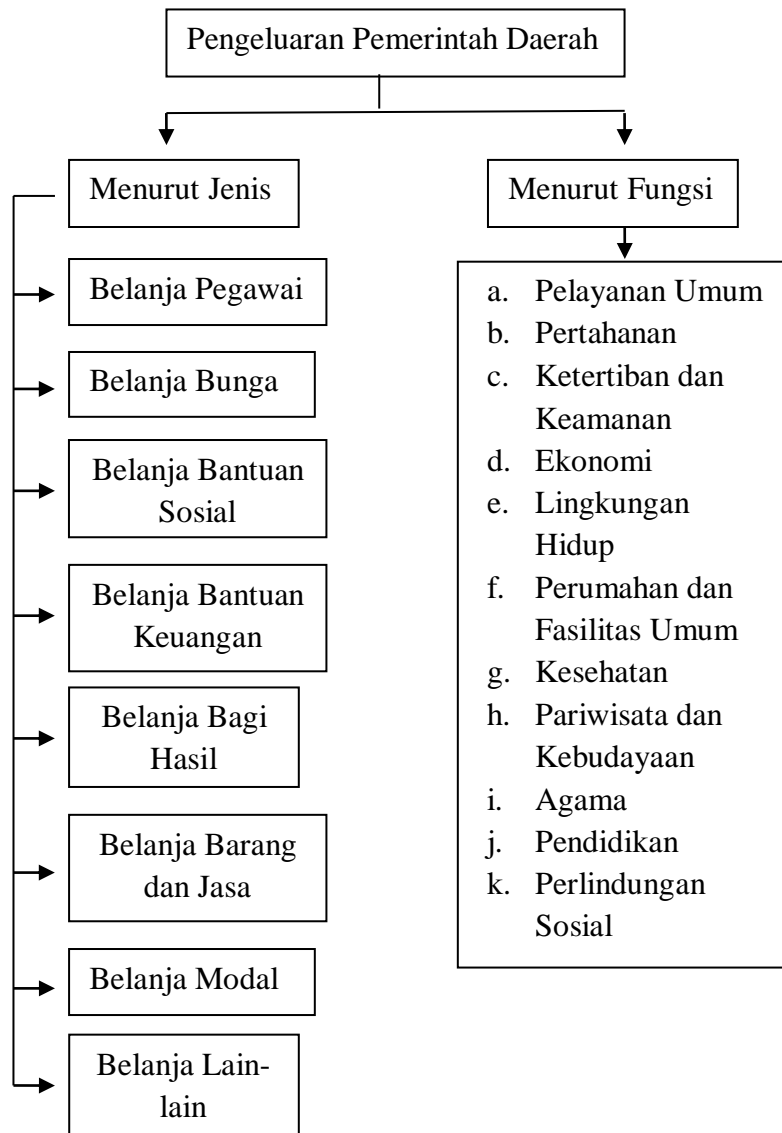 Pengeluaran Pemerintah Daerah
Menurut Jenis
Belanja Pegawai
Belanja Bunga
Belanja Bantuan
Sosial
Belanja Bantuan
Keuangan
Belanja Bagi
Hasil
Belanja Barang
dan Jasa
Belanja Modal
Belanja Lain-
lain
Menurut Fungsi
a. Pelayanan Umum
b. Pertahanan
c. Ketertiban dan
Keamanan
d. Ekonomi
e. Lingkungan
Hidup
f. Perumahan dan
Fasilitas Umum
g. Kesehatan
h. Pariwisata dan
Kebudayaan
i. Agama
j. Pendidikan
k. Perlindungan
Sosial